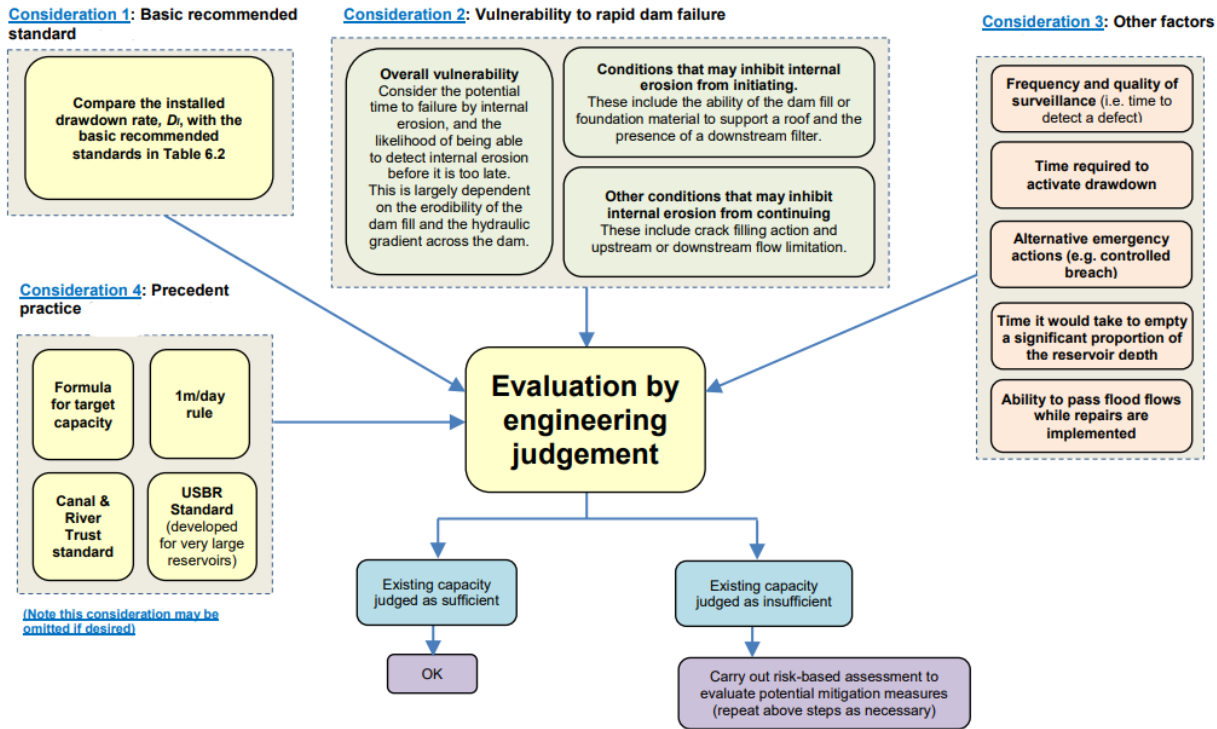 Consideration 1: Basic recommended
standard
Compare the installed
drawdown rate, DI, with the
basic recommended
standards in Table 6.2
Consideration 2: Vulnerability to rapid dam failure
Overall vulnerability
Consider the potential
time to failure by internal
erosion, and the
likelihood of being able
to detect internal erosion
before it is too late.
This is largely dependent
on the erodibility of the
dam fill and the hydraulic
gradient across the dam.
Conditions that may inhibit internal
erosion from initiating.
These include the ability of the dam fill or
foundation material to support a roof and the
presence of a downstream filter.
Other conditions that may inhibit
internal erosion from continuing
These include crack filling action and
upstream or downstream flow limitation.
Consideration 3: Other factors
Frequency and quality of
surveillance (i.e. time to
detect a defect)
Time required to
activate drawdown
Alternative emergency
actions (e.g. controlled
breach)
Time it would take to empty
a significant proportion of
the reservoir depth
Ability to pass flood flows
while repairs are
implemented
Consideration 4: Precedent
practice
Formula
for target
capacity
1m/day
rule
Canal &
River
Trust
standard
USBR
Standard
(developed
for very large
reservoirs)
(Note this consideration may be
omitted if desired)
Evaluation by
engineering
judgement
Existing capacity
judged as sufficient
Existing capacity
judged as insufficient
OK
Carry out risk-based assessment to
evaluate potential mitigation measures
(repeat above steps as necessary)